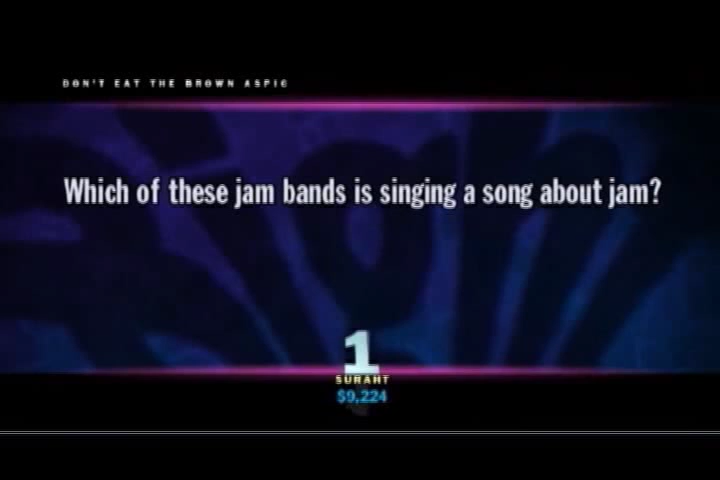 DON'T EAT THE BROWN ASPIC
Which of these jam bands is singing a song about jam?
1
SURAHT
$9,224